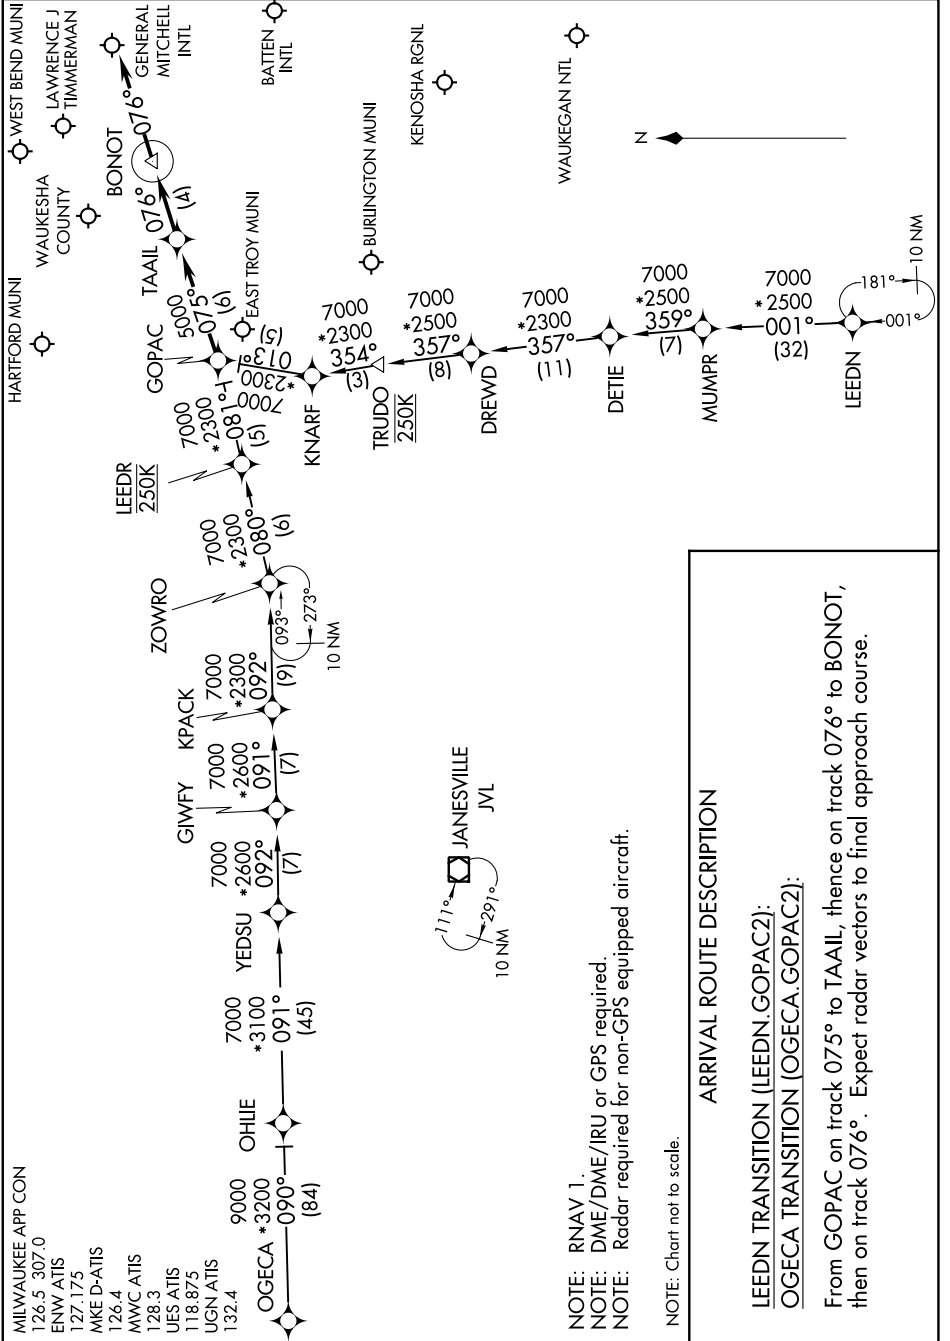 MILWAUKEE APP CON
126.5 307.0
ENW ATIS
127.175
MKE D-ATIS
126.4
MWC ATIS
128.3
UES ATIS
118.875
UGN ATIS
132.4
HARTFORD MUNI
WEST BEND MUNI
WAUKESHA
COUNTY
LAWRENCE J
TIMMERMAN
GENERAL
MITCHELL
INTL
BATTEN
INTL
KENOSHA RGNL
WAUKEGAN NTL
EAST TROY MUNI
BURLINGTON MUNI
N
OGECA
9000
*3200
090°
(84)
OHLIE
7000
*3100
091°
(45)
YEDSU
7000
*2600
092°
(7)
GIWFY
7000
*2600
091°
(7)
KPACK
7000
*2300
092°
(9)
ZOWRO
093°
273°
10 NM
7000
*2300
080°
(6)
LEEDR
250K
7000
*2300
081°
(5)
GOPAC
5000
075°
(6)
TAAIL
076°
(4)
BONOT
076°
7000
*2300
013°
(5)
KNARF
7000
*2300
354°
(3)
TRUDO
250K
7000
*2500
357°
(8)
DREWD
7000
*2300
357°
(11)
DETIE
7000
*2500
359°
(7)
MUMPR
7000
*2500
001°
(32)
LEEDN
181°
001°
10 NM
JANESVILLE
JVL
111°
291°
10 NM
NOTE: RNAV 1.
NOTE: DME/DME/IRU or GPS required.
NOTE: Radar required for non-GPS equipped aircraft.
NOTE: Chart not to scale.
ARRIVAL ROUTE DESCRIPTION
LEEDN TRANSITION (LEEDN.GOPAC2):
OGECA TRANSITION (OGECA.GOPAC2):
From GOPAC on track 075° to TAAIL, thence on track 076° to BONOT,
then on track 076°. Expect radar vectors to final approach course.